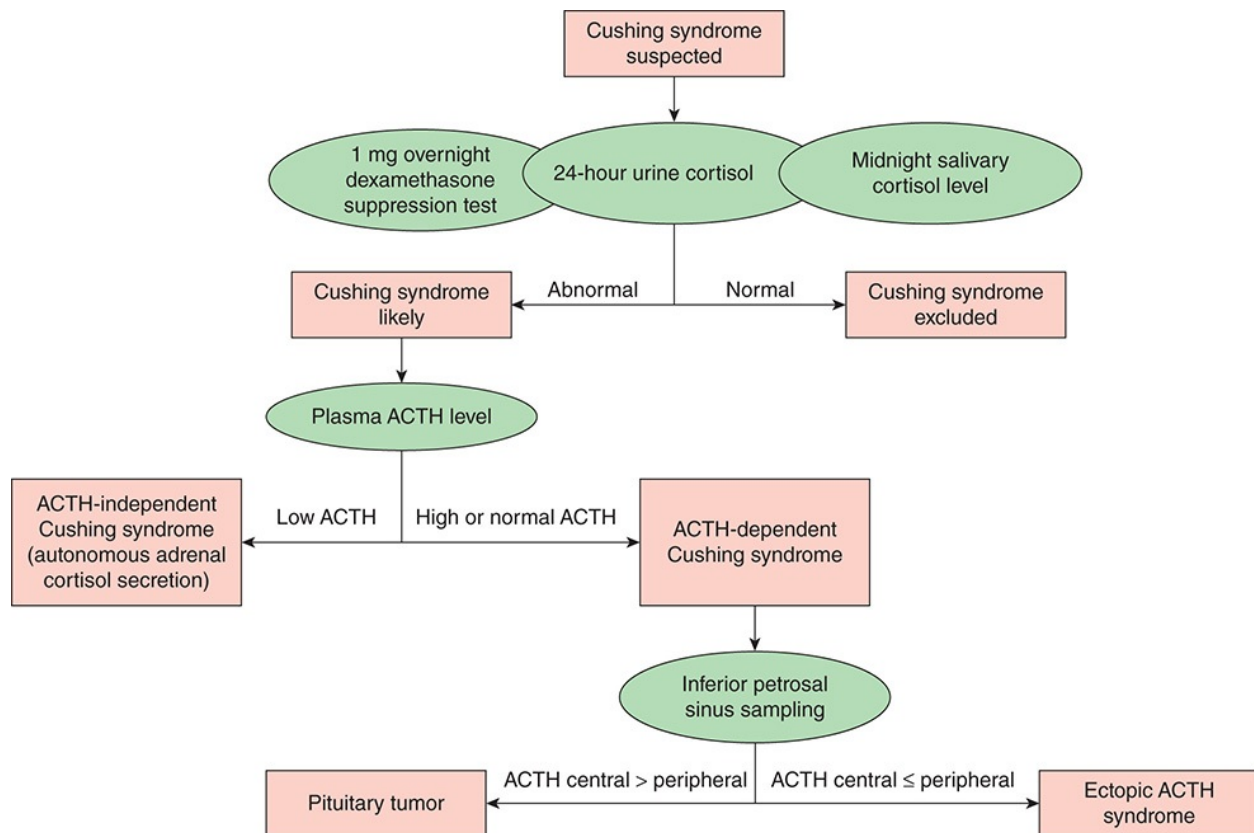 Cushing syndrome
suspected
1 mg overnight
dexamethasone
suppression test
24-hour urine cortisol
Midnight salivary
cortisol level
Cushing syndrome
likely
Abnormal
Normal
Cushing syndrome
excluded
Plasma ACTH level
ACTH-independent
Cushing syndrome
(autonomous adrenal
cortisol secretion)
Low ACTH
High or normal ACTH
ACTH-dependent
Cushing syndrome
Inferior petrosal
sinus sampling
Pituitary tumor
ACTH central > peripheral
ACTH central ≤ peripheral
Ectopic ACTH
syndrome